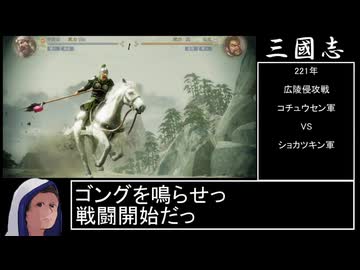 三國志
221年
広陵侵攻戦
コチュウセン軍
VS
ショカツキン軍
1
ゴングを鳴らせっ
戦闘開始だっ